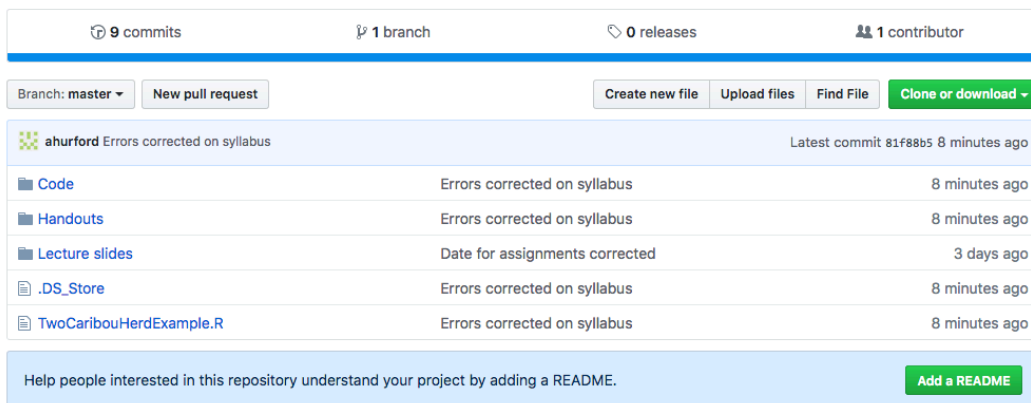 9 commits 1 branch 0 releases 1 contributor
Branch: master New pull request Create new file Upload files Find File Clone or download
ahurford Errors corrected on syllabus Latest commit 81f88b5 8 minutes ago
Code Errors corrected on syllabus 8 minutes ago
Handouts Errors corrected on syllabus 8 minutes ago
Lecture slides Date for assignments corrected 3 days ago
.DS_Store Errors corrected on syllabus 8 minutes ago
TwoCaribouHerdExample.R Errors corrected on syllabus 8 minutes ago
Help people interested in this repository understand your project by adding a README. Add a README